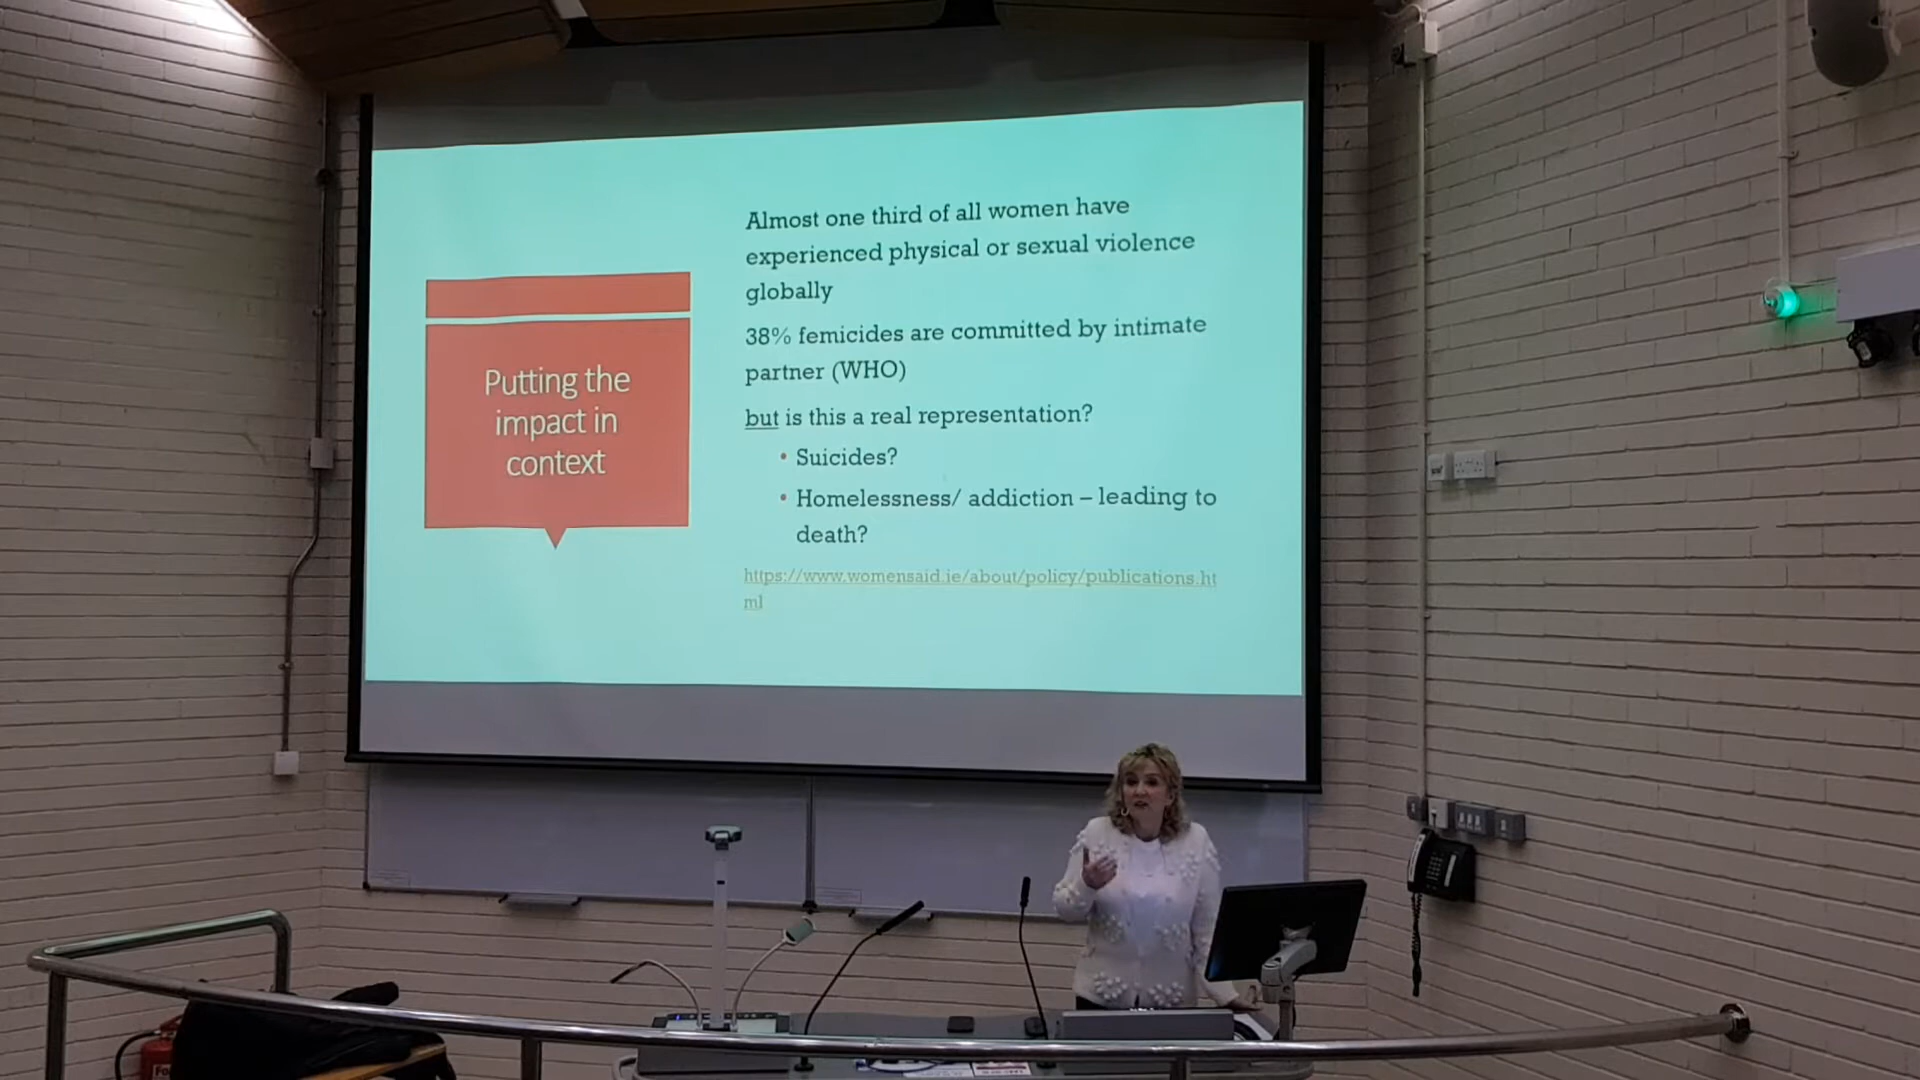 Putting the
impact in
context
Almost one third of all women have
experienced physical or sexual violence
globally
38% femicides are committed by intimate
partner (WHO)
but is this a real representation?
• Suicides?
• Homelessness/ addiction – leading to
death?
https://www.womensaid.ie/about/policy/publications.ht
ml